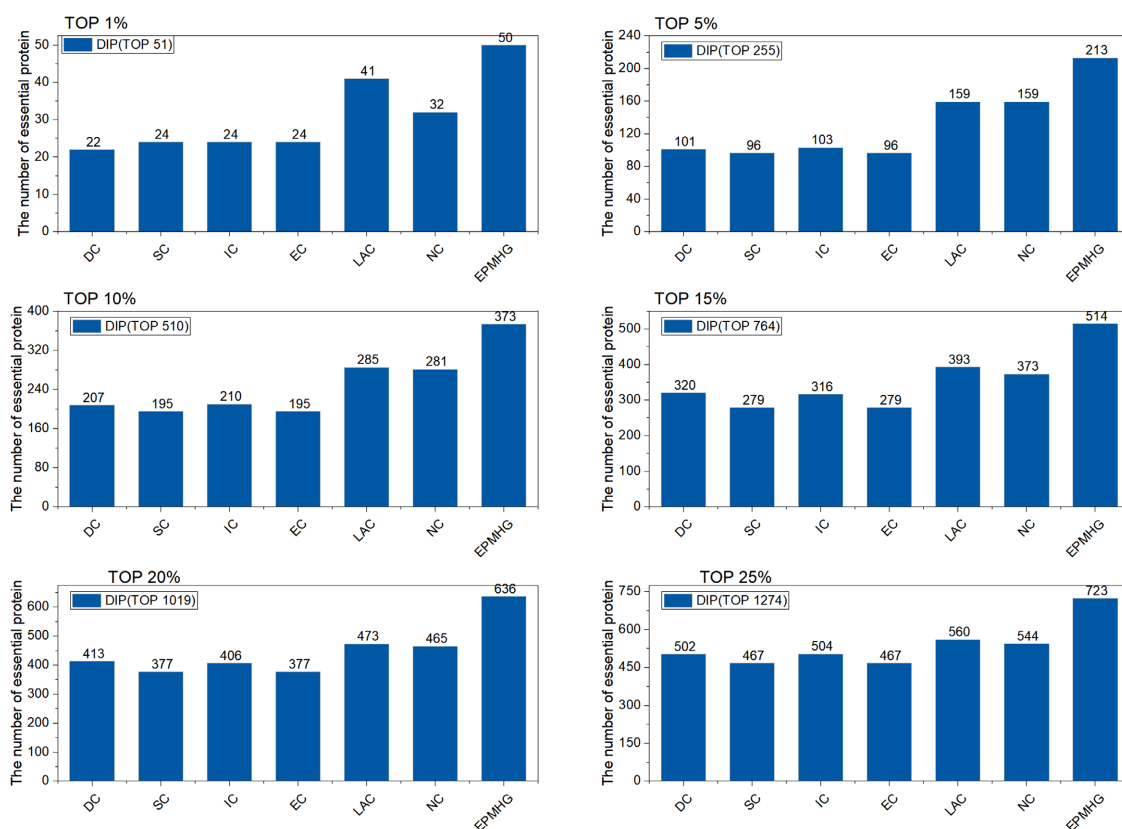 TOP 1%
DIP(TOP 51)
The number of essential protein
50
40
30
20
10
0
22
24
24
24
41
32
50
DC
SC
IC
EC
LAC
NC
EPMHG
TOP 5%
DIP(TOP 255)
The number of essential protein
240
200
160
120
80
40
0
101
96
103
96
159
159
213
DC
SC
IC
EC
LAC
NC
EPMHG
TOP 10%
DIP(TOP 510)
The number of essential protein
400
320
240
160
80
0
207
195
210
195
285
281
373
DC
SC
IC
EC
LAC
NC
EPMHG
TOP 15%
DIP(TOP 764)
The number of essential protein
500
400
300
200
100
0
320
279
316
279
393
373
514
DC
SC
IC
EC
LAC
NC
EPMHG
TOP 20%
DIP(TOP 1019)
The number of essential protein
600
500
400
300
200
100
0
413
377
406
377
473
465
636
DC
SC
IC
EC
LAC
NC
EPMHG
TOP 25%
DIP(TOP 1274)
The number of essential protein
750
600
450
300
150
0
502
467
504
467
560
544
723
DC
SC
IC
EC
LAC
NC
EPMHG